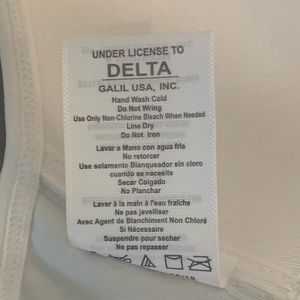 UNDER LICENSE TO
DELTA
GALIL USA, INC.
Hand Wash Cold
Do Not Wring
Use Only Non-Chlorine Bleach When Needed
Line Dry
Do Not Iron
Lavar a Mano con agua fria
No retorcer
Use solamente Blanqueador sin cloro
cuando se necesite
Secar Colgado
No Planchar
Laver à la main à l'eau fraîche
Ne pas javelliser
Avec Agent de Blanchiment Non Chloré
Si Nécessaire
Suspendre pour secher
Ne pas repasser